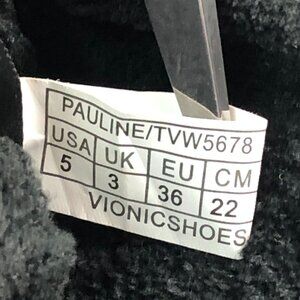 PAULINE/TVW5678
USA UK EU CM
5 3 36 22
VIONICSHOES